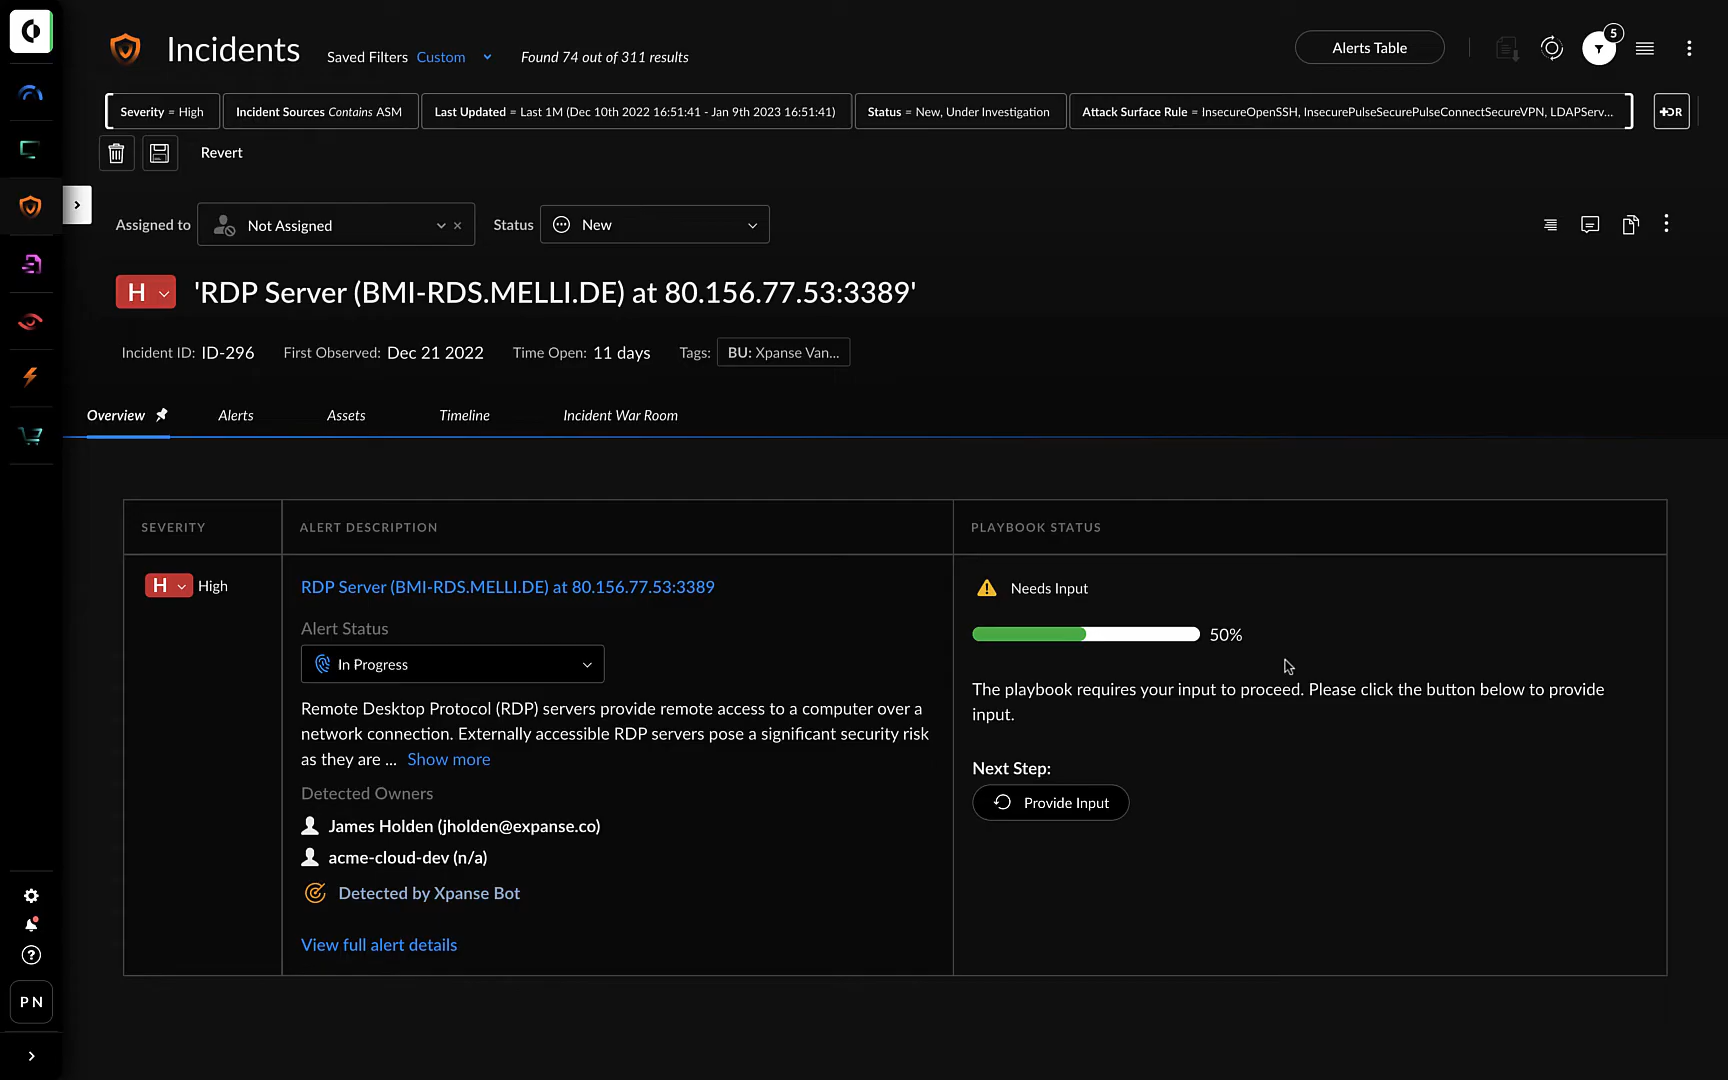 Incidents
Saved Filters Custom
Found 74 out of 311 results
Alerts Table
5
Severity = High
Incident Sources Contains ASM
Last Updated = Last 1M (Dec 10th 2022 16:51:41 - Jan 9th 2023 16:51:41)
Status = New, Under Investigation
Attack Surface Rule = InsecureOpenSSH, InsecurePulseSecurePulseConnectSecureVPN, LDAPServ...
+OR
Revert
Assigned to
Not Assigned
Status
New
H
'RDP Server (BMI-RDS.MELLI.DE) at 80.156.77.53:3389'
Incident ID: ID-296
First Observed: Dec 21 2022
Time Open: 11 days
Tags: BU: Xpanse Van...
Overview
Alerts
Assets
Timeline
Incident War Room
SEVERITY
ALERT DESCRIPTION
PLAYBOOK STATUS
H High
RDP Server (BMI-RDS.MELLI.DE) at 80.156.77.53:3389
Alert Status
In Progress
Remote Desktop Protocol (RDP) servers provide remote access to a computer over a
network connection. Externally accessible RDP servers pose a significant security risk
as they are ... Show more
Detected Owners
James Holden (jholden@expanse.co)
acme-cloud-dev (n/a)
Detected by Xpanse Bot
View full alert details
Needs Input
50%
The playbook requires your input to proceed. Please click the button below to provide
input.
Next Step:
Provide Input
PN